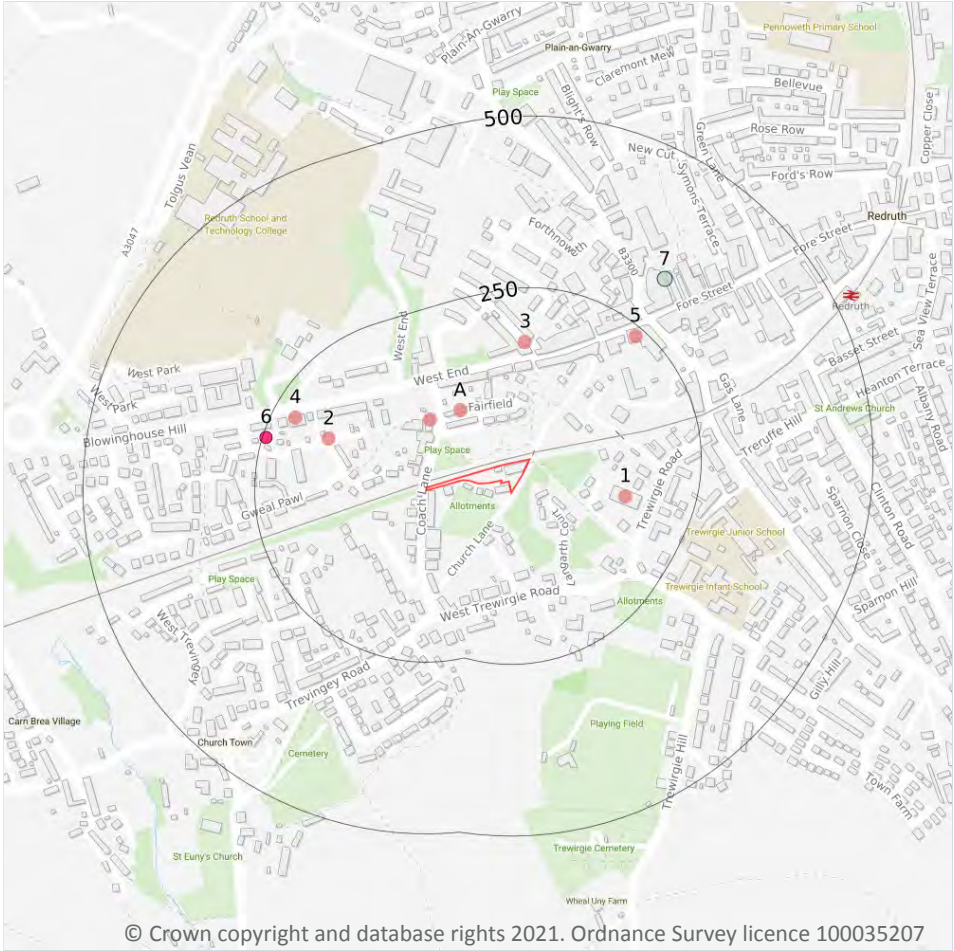 Plain-An-Gwarry
Pennoweth Primary School
Plain-an-Gwarry
Claremont Mew
Bellevue
Play Space
Blight's Row
Copper Close
500
Green Lane
Rose Row
New Cut
Symons Terrace
Ford's Row
Tolgus Vean
Redruth School and
Technology College
Redruth
A3047
Forthnoweth
B3300
Fore Street
7
Sea View Terrace
250
Fore Street
Redruth
3
5
West End
Basset Street
West Park
West End
Heanton Terrace
Gas Lane
WestPark
A
Albany Road
4
Fairfield
St Andrews Church
6
2
Blowinghouse Hill
Treruffe Hill
Play Space
Trewirgie Road
1
Gweal Pawl
Coach Lane
Allotments
Sparnon Close
Clinton Road
Church Lane
Langarth Court
Trewirgie Junior School
Play Space
Trewirgie Infant School
West Trewirgie Road
Allotments
Sparnon Hill
West Trevingey
Trevingey Road
Gilly Hill
Carn Brea Village
Playing Field
Church Town
Cemetery
Trewirgie Hill
Town Farm
St Euny's Church
Trewirgie Cemetery
Wheal Uny Farm
© Crown copyright and database rights 2021. Ordnance Survey licence 100035207